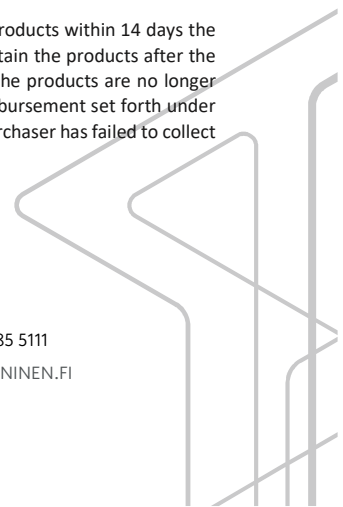 roducts within 14 days the
tain the products after the
he products are no longer
bursement set forth under
rchaser has failed to collect
35 5111
NINEN.FI